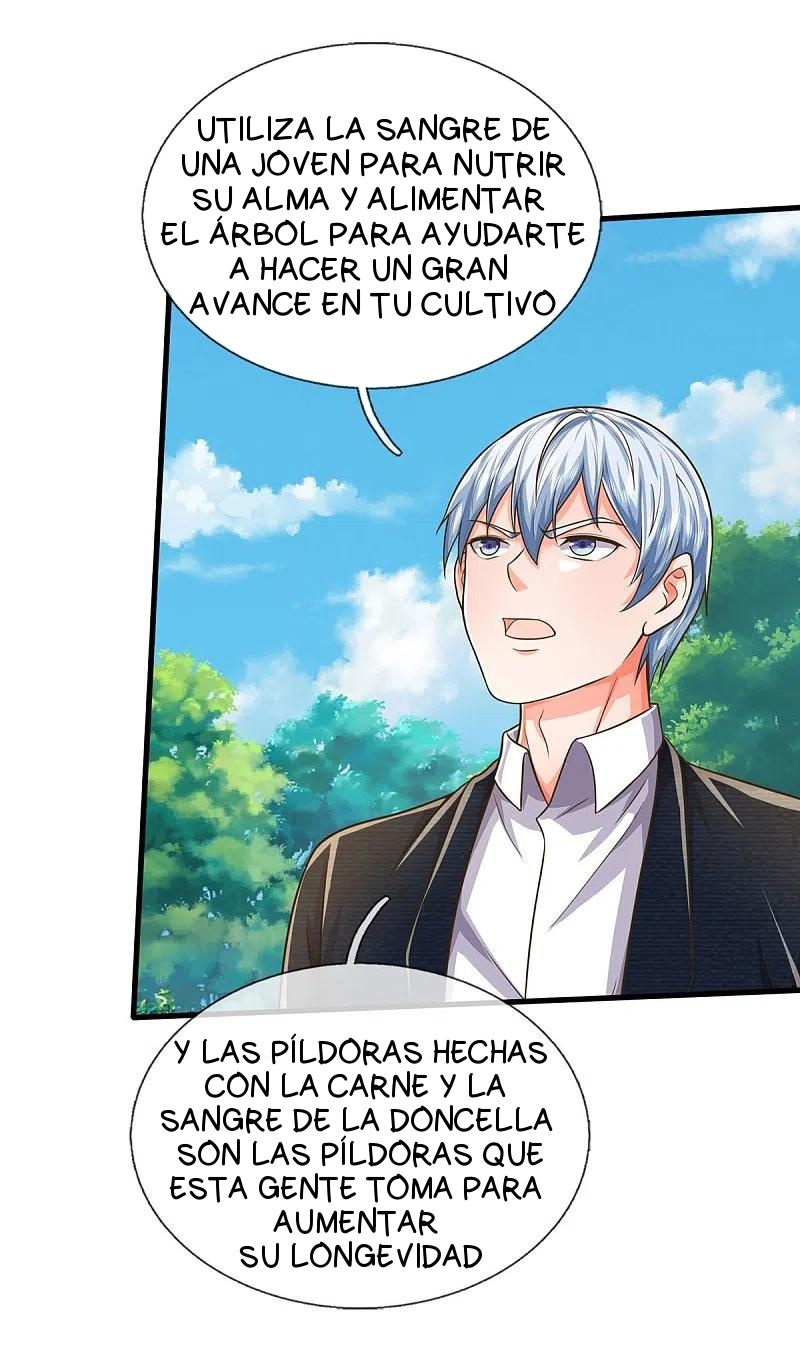 UTILIZA LA SANGRE DE
UNA JOVEN PARA NUTRIR
SU ALMA Y ALIMENTAR
EL ÁRBOL PARA AYUDARTE
A HACER UN GRAN
AVANCE EN TU CULTIVO
Y LAS PÍLDORAS HECHAS
CON LA CARNE Y LA
SANGRE DE LA DONCELLA
SON LAS PÍLDORAS QUE
ESTA GENTE TOMA PARA
AUMENTAR
SU LONGEVIDAD